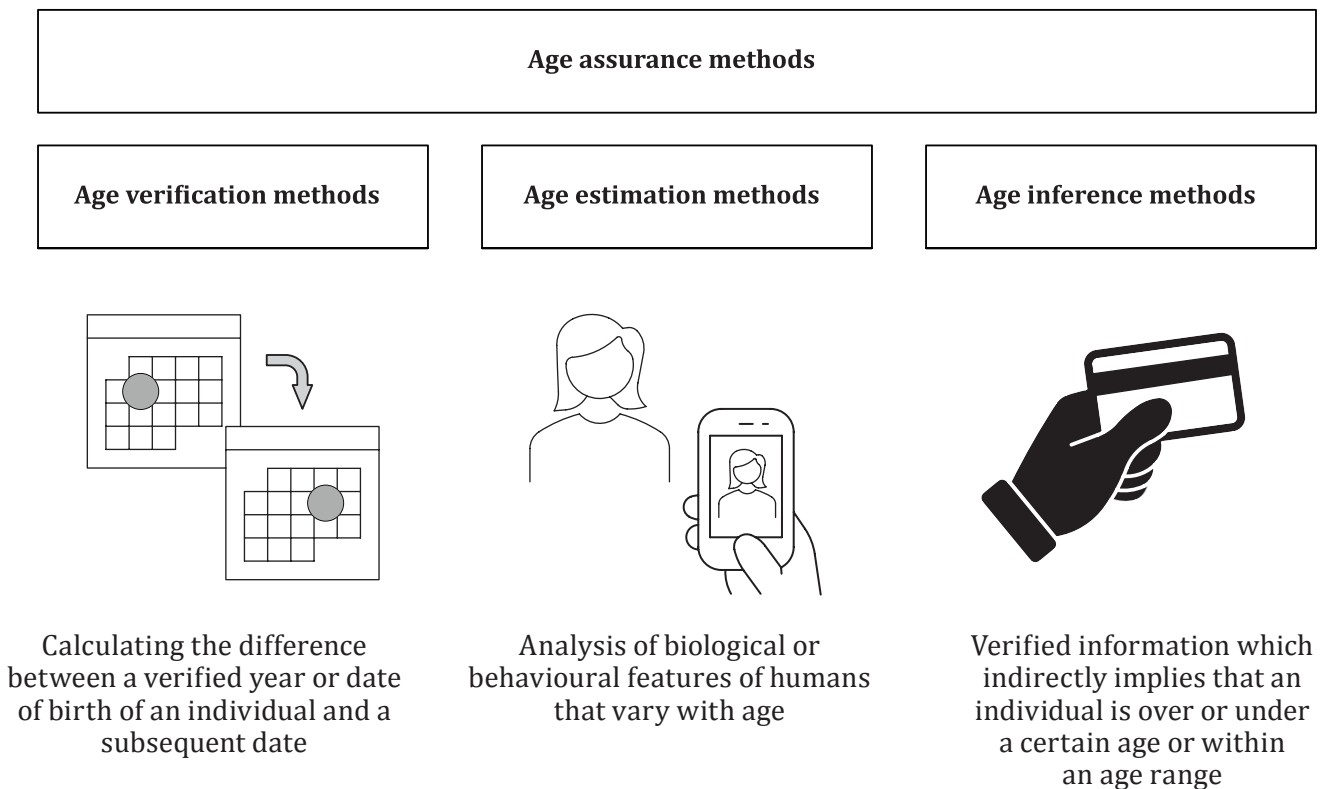 Age assurance methods
Age verification methods
Age estimation methods
Age inference methods
Calculating the difference
between a verified year or date
of birth of an individual and a
subsequent date
Analysis of biological or
behavioural features of humans
that vary with age
Verified information which
indirectly implies that an
individual is over or under
a certain age or within
an age range